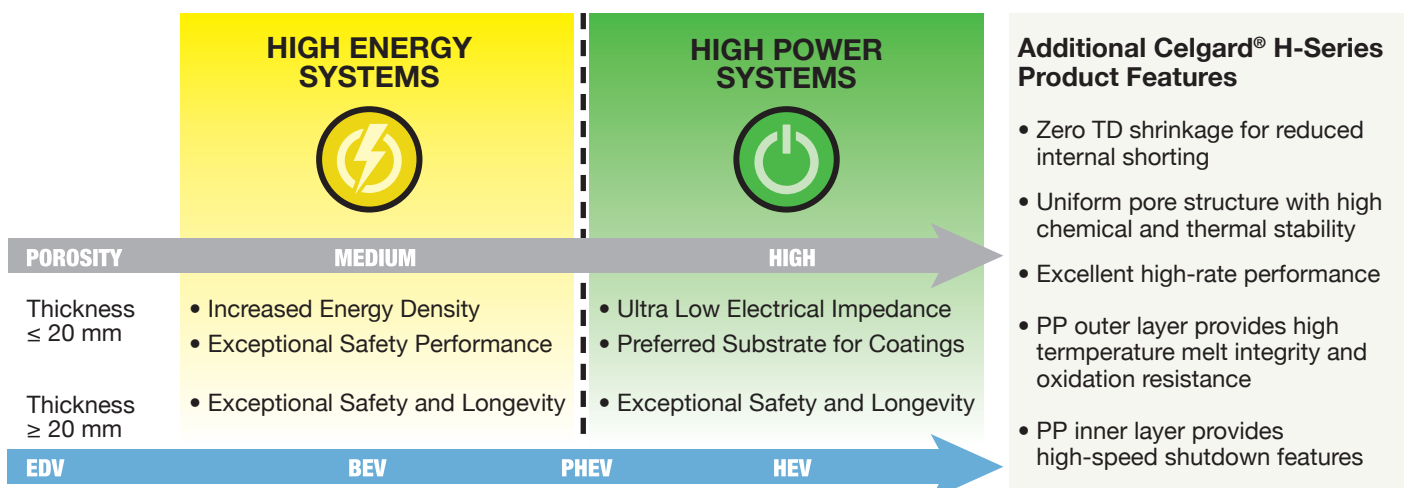 HIGH ENERGY
SYSTEMS
HIGH POWER
SYSTEMS
POROSITY
MEDIUM
HIGH
Thickness
≤ 20 mm
• Increased Energy Density
• Exceptional Safety Performance
• Ultra Low Electrical Impedance
• Preferred Substrate for Coatings
Thickness
≥ 20 mm
• Exceptional Safety and Longevity
• Exceptional Safety and Longevity
EDV
BEV
PHEV
HEV
Additional Celgard® H-Series
Product Features
• Zero TD shrinkage for reduced
internal shorting
• Uniform pore structure with high
chemical and thermal stability
• Excellent high-rate performance
• PP outer layer provides high
termperature melt integrity and
oxidation resistance
• PP inner layer provides
high-speed shutdown features